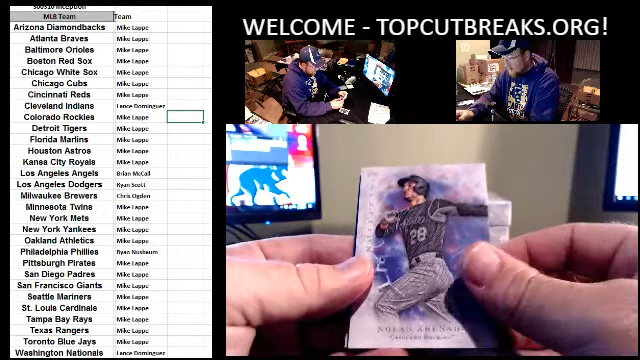 300510 Inception
MLB Team Team
Arizona Diamondbacks Mike Lappe
Atlanta Braves Mike Lappe
Baltimore Orioles Mike Lappe
Boston Red Sox Mike Lappe
Chicago White Sox Mike Lappe
Chicago Cubs Mike Lappe
Cincinnati Reds Mike Lappe
Cleveland Indians Lance Dominguez
Colorado Rockies Mike Lappe
Detroit Tigers Mike Lappe
Florida Marlins Mike Lappe
Houston Astros Mike Lappe
Kansa City Royals Mike Lappe
Los Angeles Angels Brian McCall
Los Angeles Dodgers Ryan Scott
Milwaukee Brewers Chris Ogden
Minnesota Twins Mike Lappe
New York Mets Mike Lappe
New York Yankees Mike Lappe
Oakland Athletics Mike Lappe
Philadelphia Phillies Ryan Nusbeum
Pittsburgh Pirates Mike Lappe
San Diego Padres Mike Lappe
San Francisco Giants Mike Lappe
Seattle Mariners Mike Lappe
St. Louis Cardinals Mike Lappe
Tampa Bay Rays Mike Lappe
Texas Rangers Mike Lappe
Toronto Blue Jays Mike Lappe
Washington Nationals Lance Dominguez
WELCOME - TOPCUTBREAKS.ORG!
28
NOLAN ARENADO
Colorado Rockies